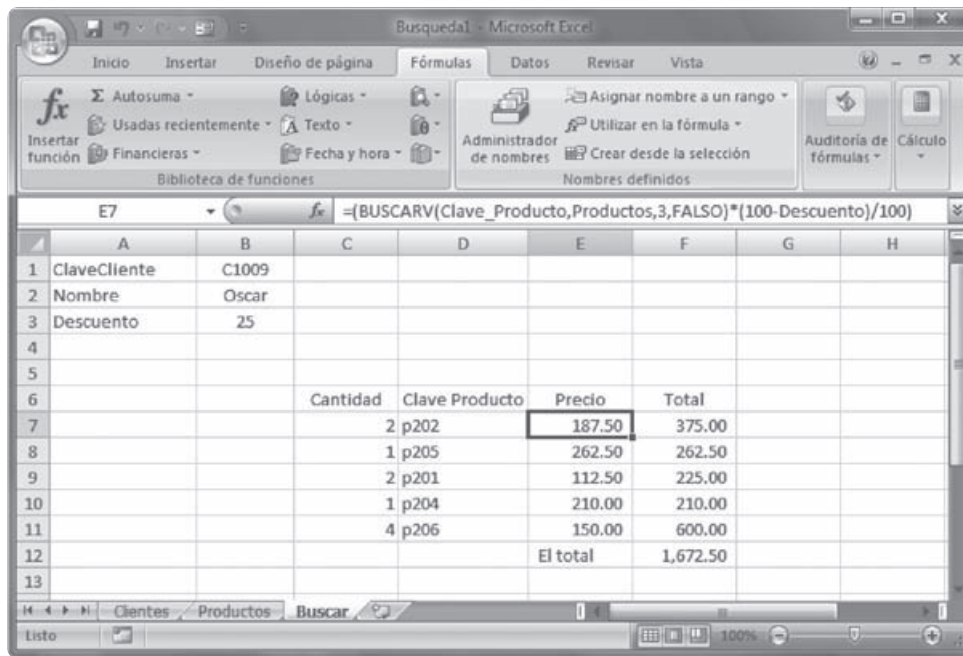 Busqueda1 - Microsoft Excel
Inicio Insertar Diseño de página Fórmulas Datos Revisar Vista
fx Insertar función
Σ Autosuma
Usadas recientemente
Financieras
Lógicas
A Texto
Fecha y hora
θ
Biblioteca de funciones
Administrador de nombres
Asignar nombre a un rango
Utilizar en la fórmula
Crear desde la selección
Nombres definidos
Auditoría de fórmulas
Cálculo
E7 fx =(BUSCARV(Clave_Producto,Productos,3,FALSO)*(100-Descuento)/100)
A B C D E F G H
1 ClaveCliente C1009
2 Nombre Oscar
3 Descuento 25
4
5
6 Cantidad Clave Producto Precio Total
7 2 p202 187.50 375.00
8 1 p205 262.50 262.50
9 2 p201 112.50 225.00
10 1 p204 210.00 210.00
11 4 p206 150.00 600.00
12 El total 1,672.50
13
Clientes Productos Buscar
Listo 100%